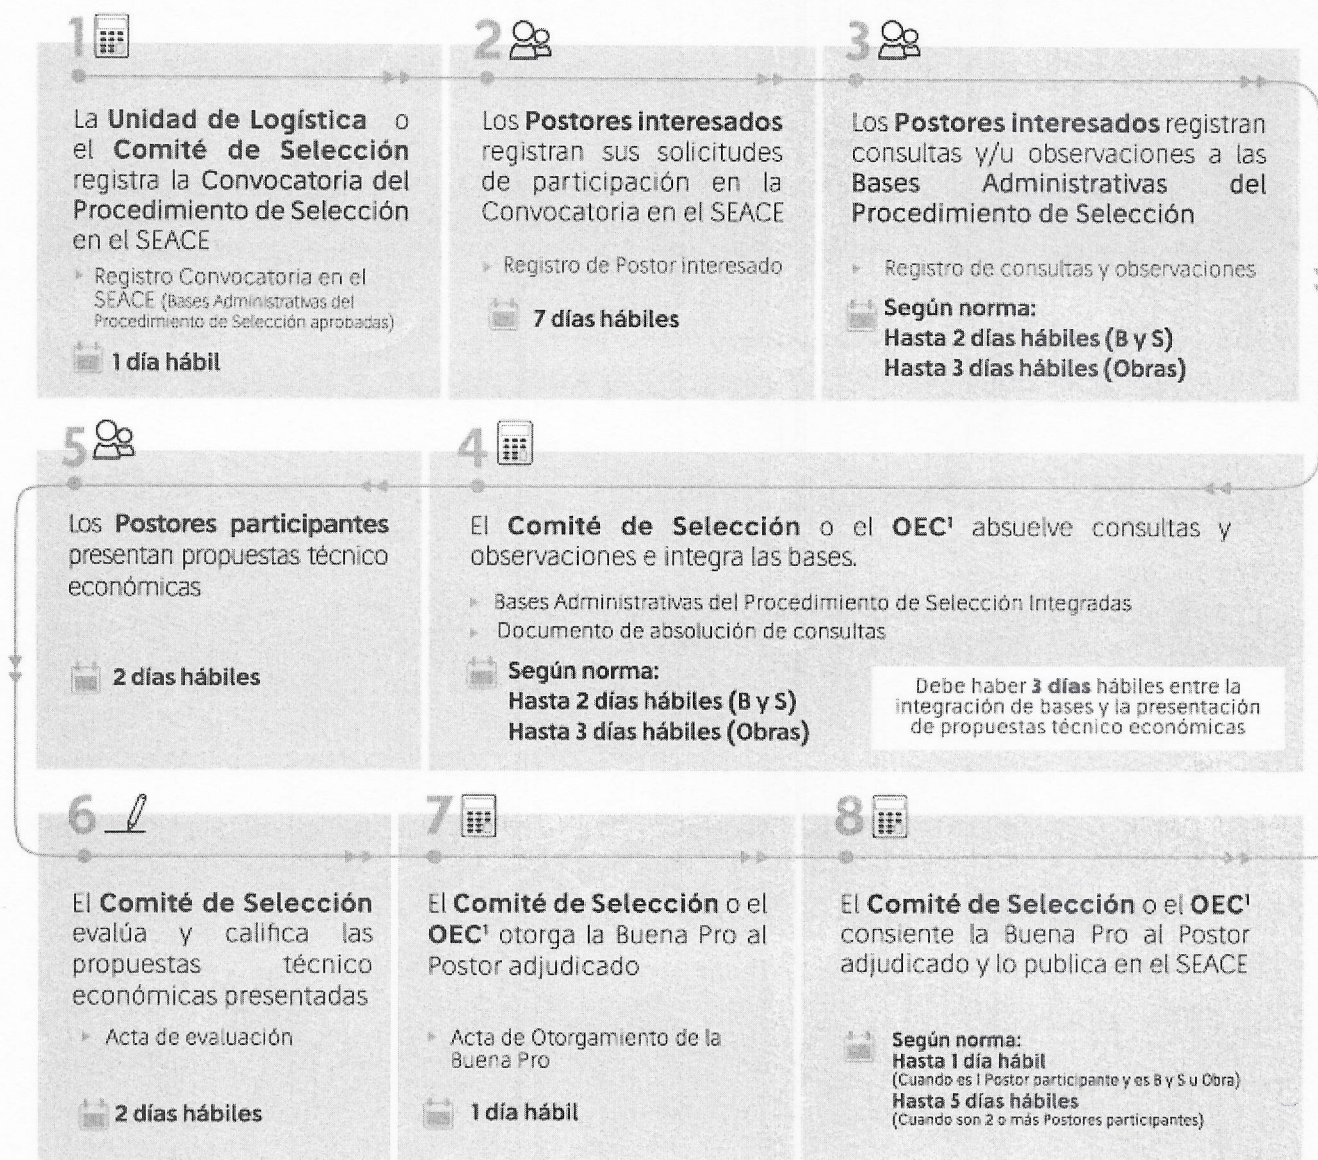 1
La Unidad de Logística o
el Comité de Selección
registra la Convocatoria del
Procedimiento de Selección
en el SEACE
Registro Convocatoria en el
SEACE (Bases Administrativas del
Procedimiento de Selección aprobadas)
1 día hábil
2
Los Postores interesados
registran sus solicitudes
de participación en la
Convocatoria en el SEACE
Registro de Postor interesado
7 días hábiles
3
Los Postores interesados registran
consultas y/u observaciones a las
Bases Administrativas del
Procedimiento de Selección
Registro de consultas y observaciones
Según norma:
Hasta 2 días hábiles (B y S)
Hasta 3 días hábiles (Obras)
4
El Comité de Selección o el OEC¹ absuelve consultas y
observaciones e integra las bases.
Bases Administrativas del Procedimiento de Selección Integradas
Documento de absolución de consultas
Según norma:
Hasta 2 días hábiles (B y S)
Hasta 3 días hábiles (Obras)
Debe haber 3 días hábiles entre la
integración de bases y la presentación
de propuestas técnico económicas
5
Los Postores participantes
presentan propuestas técnico
económicas
2 días hábiles
6
El Comité de Selección
evalúa y califica las
propuestas técnico
económicas presentadas
Acta de evaluación
2 días hábiles
7
El Comité de Selección o el
OEC¹ otorga la Buena Pro al
Postor adjudicado
Acta de Otorgamiento de la
Buena Pro
1 día hábil
8
El Comité de Selección o el OEC¹
consiente la Buena Pro al Postor
adjudicado y lo publica en el SEACE
Según norma:
Hasta 1 día hábil
(Cuando es 1 Postor participante y es B y S u Obra)
Hasta 5 días hábiles
(Cuando son 2 o más Postores participantes)